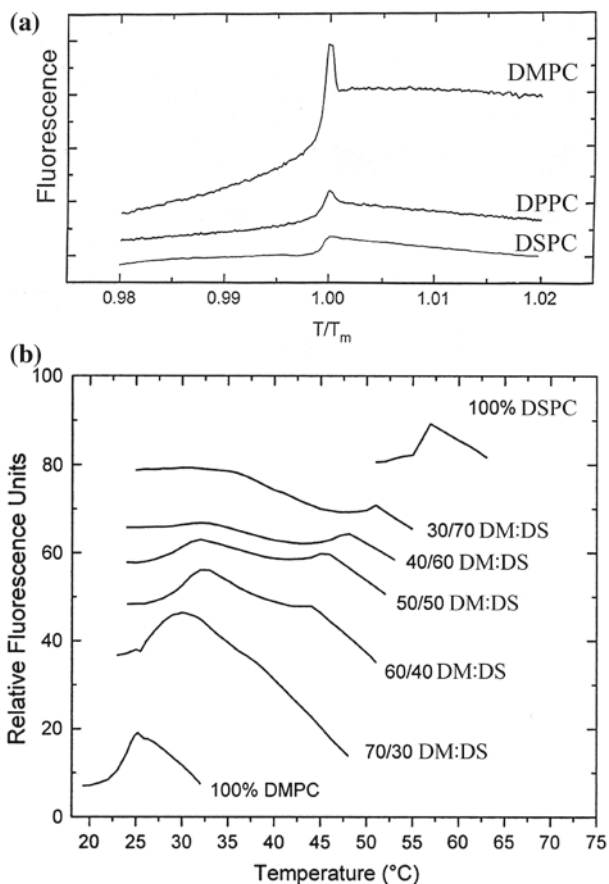 (a)
Fluorescence
DMPC
DPPC
DSPC
0.98 0.99 1.00 1.01 1.02
T/Tm
(b)
Relative Fluorescence Units
100
80
60
40
20
0
100% DSPC
30/70 DM:DS
40/60 DM:DS
50/50 DM:DS
60/40 DM:DS
70/30 DM:DS
100% DMPC
20 25 30 35 40 45 50 55 60 65 70 75
Temperature (°C)